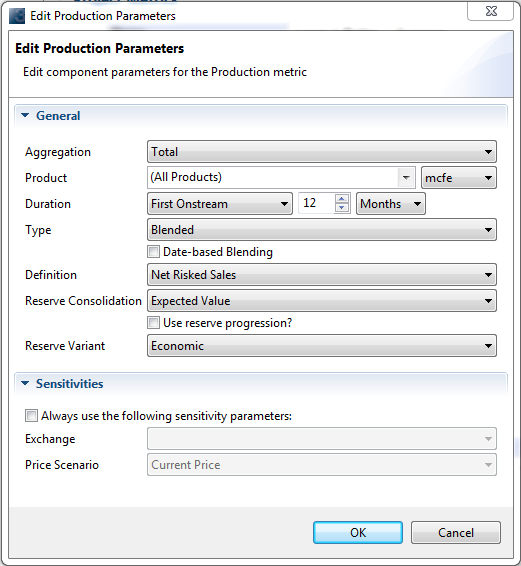 Edit Production Parameters
Edit Production Parameters
Edit component parameters for the Production metric
General
Aggregation Total
Product (All Products) mcfe
Duration First Onstream 12 Months
Type Blended
Date-based Blending
Definition Net Risked Sales
Reserve Consolidation Expected Value
Use reserve progression?
Reserve Variant Economic
Sensitivities
Always use the following sensitivity parameters:
Exchange
Price Scenario Current Price
OK Cancel